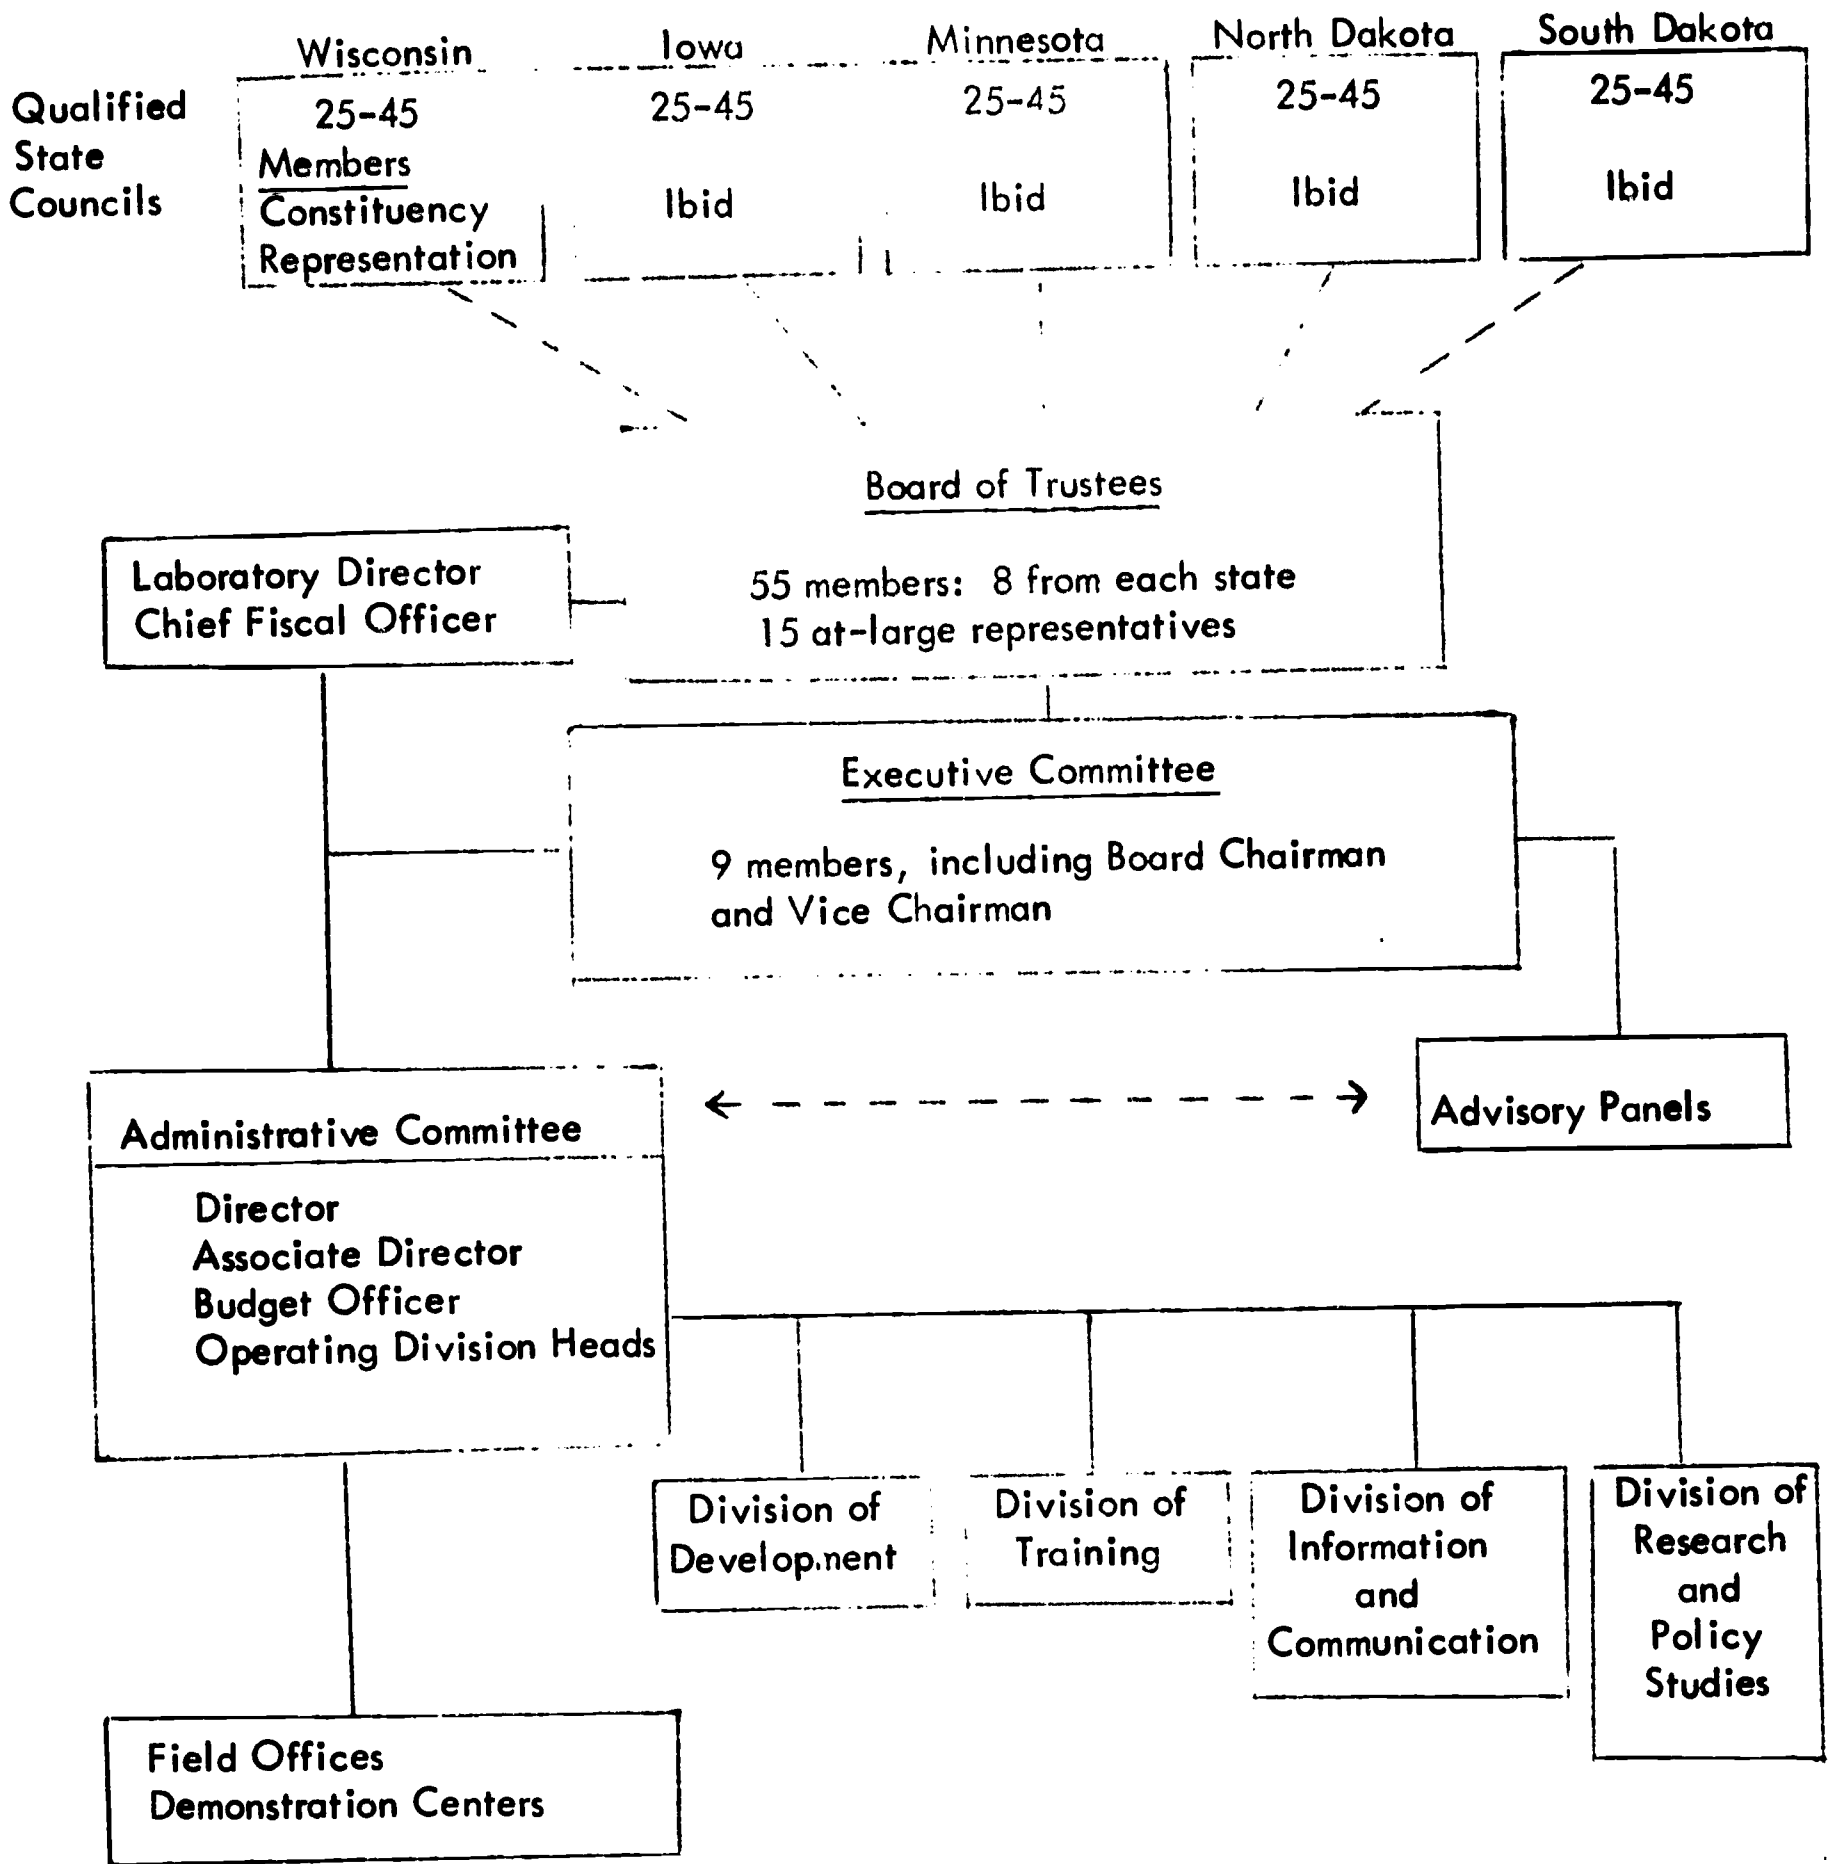 Wisconsin
Iowa
Minnesota
North Dakota
South Dakota
Qualified
State
Councils
25-45
Members
Constituency
Representation
25-45
Ibid
25-45
Ibid
25-45
Ibid
25-45
Ibid
Board of Trustees
55 members: 8 from each state
15 at-large representatives
Laboratory Director
Chief Fiscal Officer
Executive Committee
9 members, including Board Chairman
and Vice Chairman
Administrative Committee
Director
Associate Director
Budget Officer
Operating Division Heads
Advisory Panels
Division of
Development
Division of
Training
Division of
Information
and
Communication
Division of
Research
and
Policy
Studies
Field Offices
Demonstration Centers